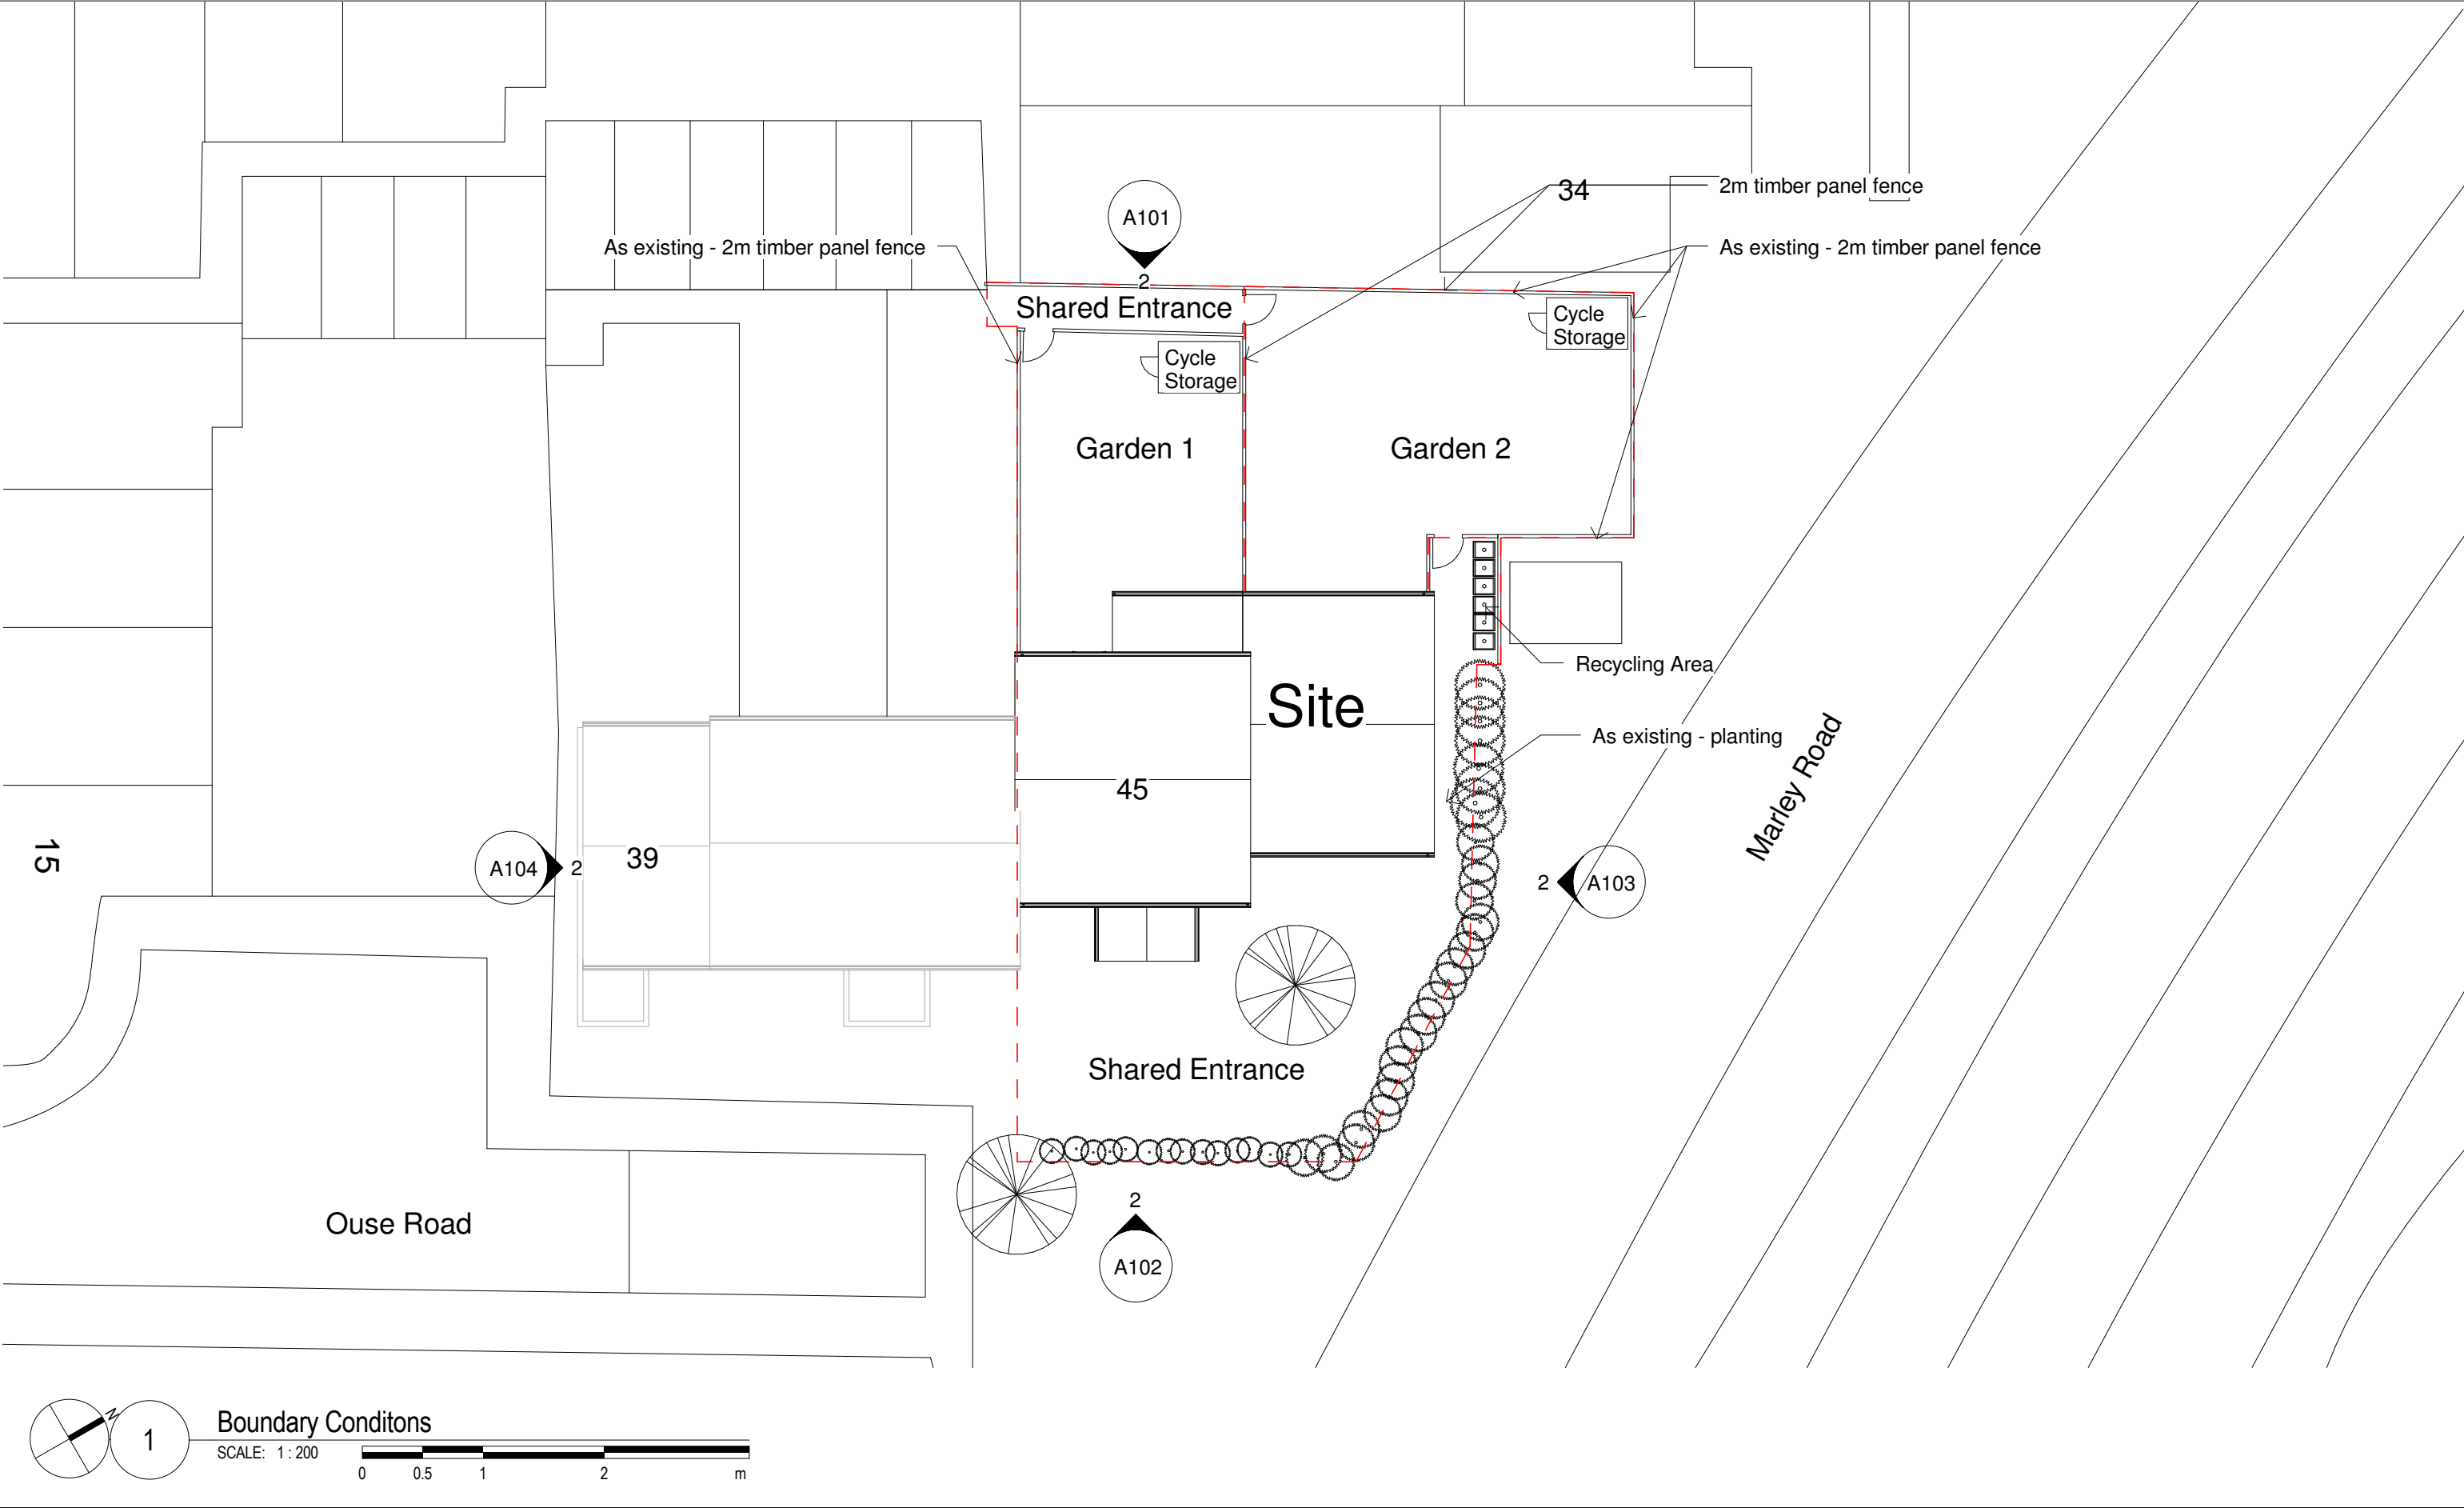 34
2m timber panel fence
A101
As existing - 2m timber panel fence
As existing - 2m timber panel fence
2
Shared Entrance
Cycle
Storage
Cycle
Storage
Garden 1
Garden 2
Recycling Area
Site
As existing - planting
Marley Road
45
39
15
A104
2
2
A103
Shared Entrance
2
Ouse Road
A102
N
1
Boundary Conditons
SCALE: 1 : 200
0 0.5 1 2 m